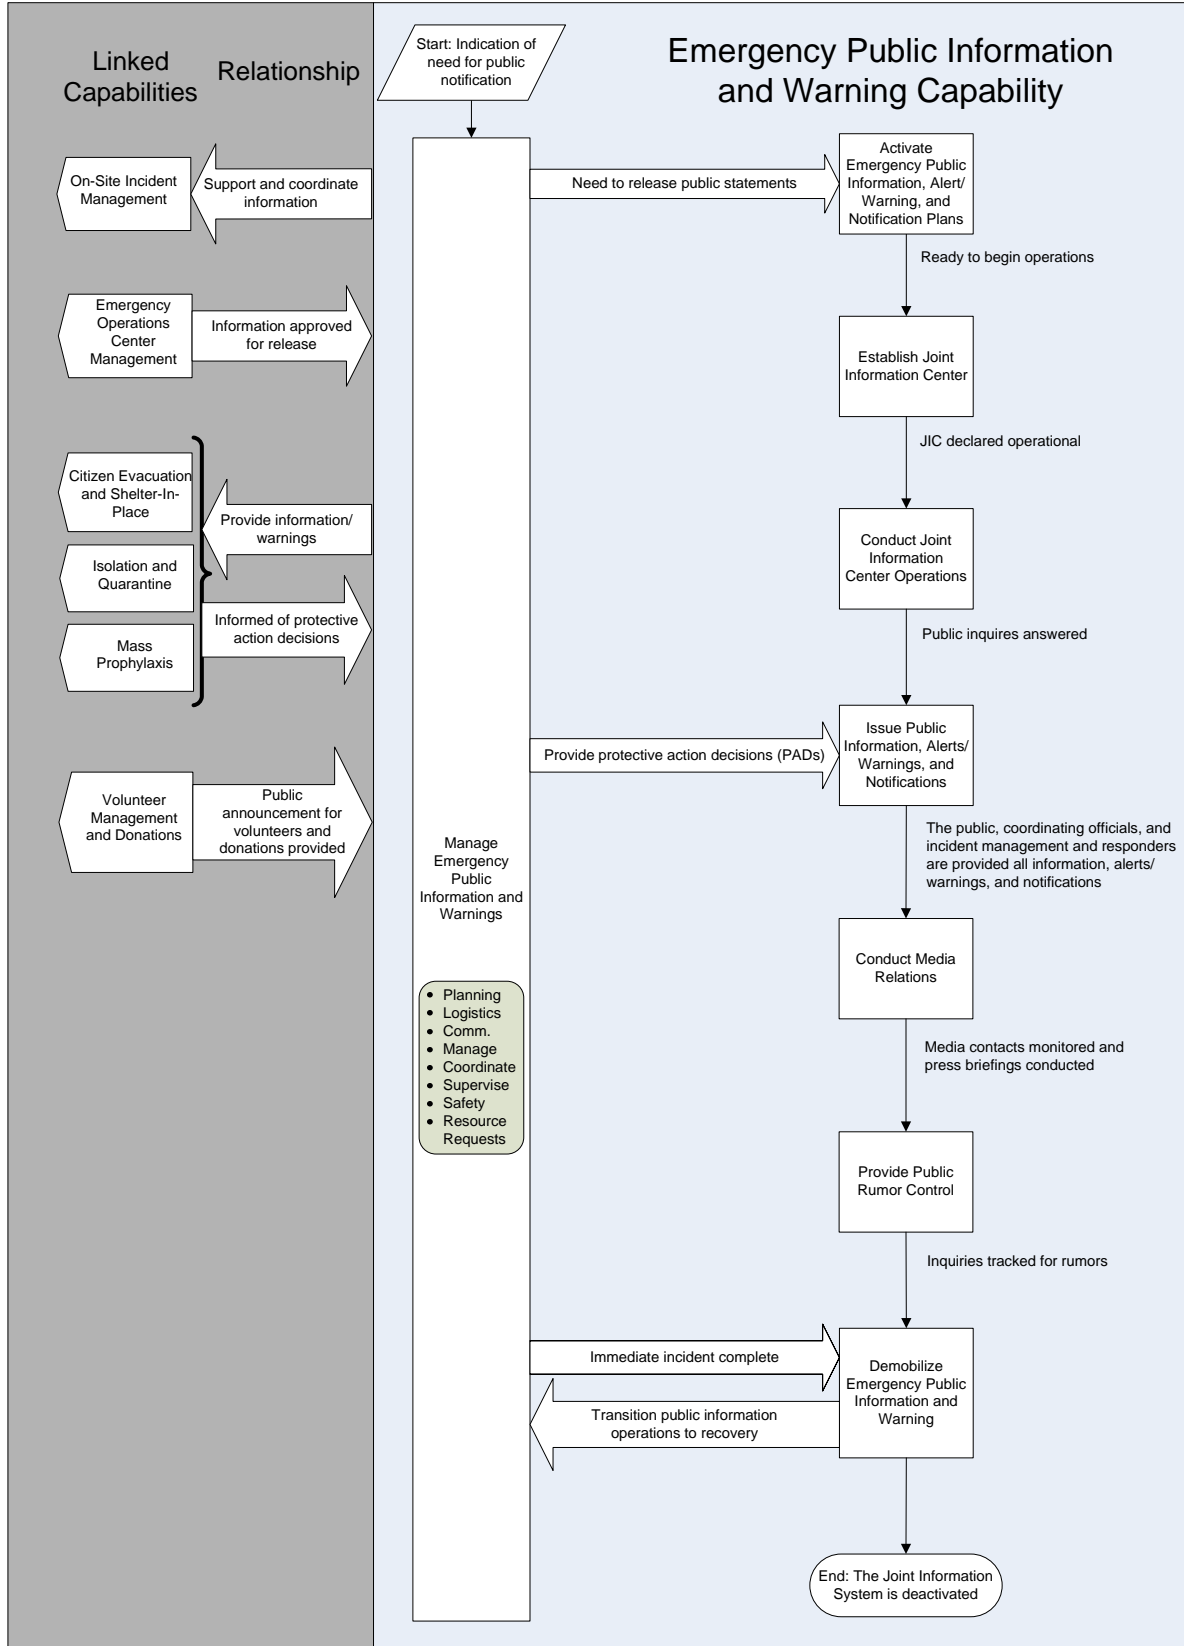 Linked
Capabilities
Relationship
Start: Indication of
need for public
notification
Emergency Public Information
and Warning Capability
On-Site Incident
Management
Support and coordinate
information
Need to release public statements
Activate
Emergency Public
Information, Alert/
Warning, and
Notification Plans
Ready to begin operations
Emergency
Operations
Center
Management
Information approved
for release
Establish Joint
Information Center
JIC declared operational
Citizen Evacuation
and Shelter-In-
Place
Provide information/
warnings
Isolation and
Quarantine
Informed of protective
action decisions
Mass
Prophylaxis
Conduct Joint
Information
Center Operations
Public inquires answered
Provide protective action decisions (PADs)
Issue Public
Information, Alerts/
Warnings, and
Notifications
Volunteer
Management
and Donations
Public
announcement for
volunteers and
donations provided
The public, coordinating officials, and
incident management and responders
are provided all information, alerts/
warnings, and notifications
Manage
Emergency
Public
Information and
Warnings
• Planning
• Logistics
• Comm.
• Manage
• Coordinate
• Supervise
• Safety
• Resource
Requests
Conduct Media
Relations
Media contacts monitored and
press briefings conducted
Provide Public
Rumor Control
Inquiries tracked for rumors
Immediate incident complete
Transition public information
operations to recovery
Demobilize
Emergency Public
Information and
Warning
End: The Joint Information
System is deactivated